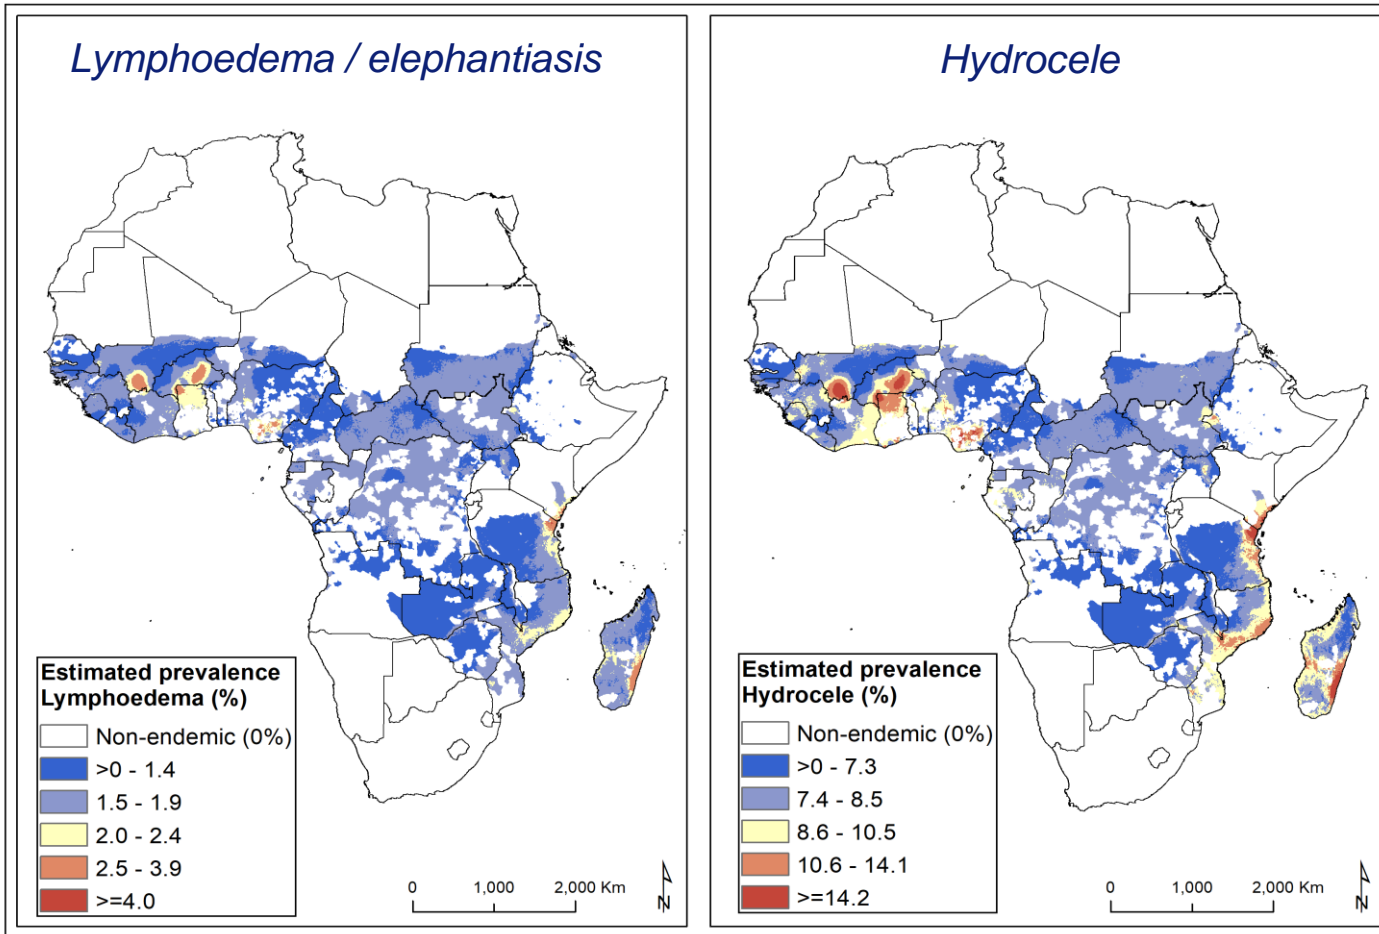 Lymphoedema / elephantiasis
Estimated prevalence
Lymphoedema (%)
Non-endemic (0%)
>0 - 1.4
1.5 - 1.9
2.0 - 2.4
2.5 - 3.9
>=4.0
0 1,000 2,000 Km
N
Hydrocele
Estimated prevalence
Hydrocele (%)
Non-endemic (0%)
>0 - 7.3
7.4 - 8.5
8.6 - 10.5
10.6 - 14.1
>=14.2
0 1,000 2,000 Km
N